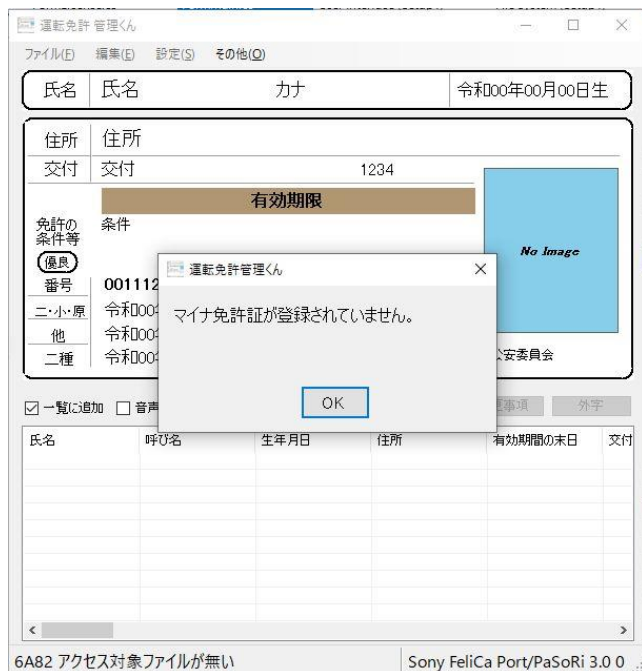 運転免許 管理くん
ファイル(F) 編集(E) 設定(S) その他(O)
氏名 氏名 カナ 令和00年00月00日生
住所 住所
交付 交付 1234
有効期限
免許の
条件等 条件
優良
No Image
番号 001112
二・小・原 令和00
他 令和00
二種 令和00
公安委員会
運転免許管理くん
マイナ免許証が登録されていません。
OK
一覧に追加 音声 外字
氏名 呼び名 生年月日 住所 有効期間の末日 交付
6A82 アクセス対象ファイルが無い Sony FeliCa Port/PaSoRi 3.0 0